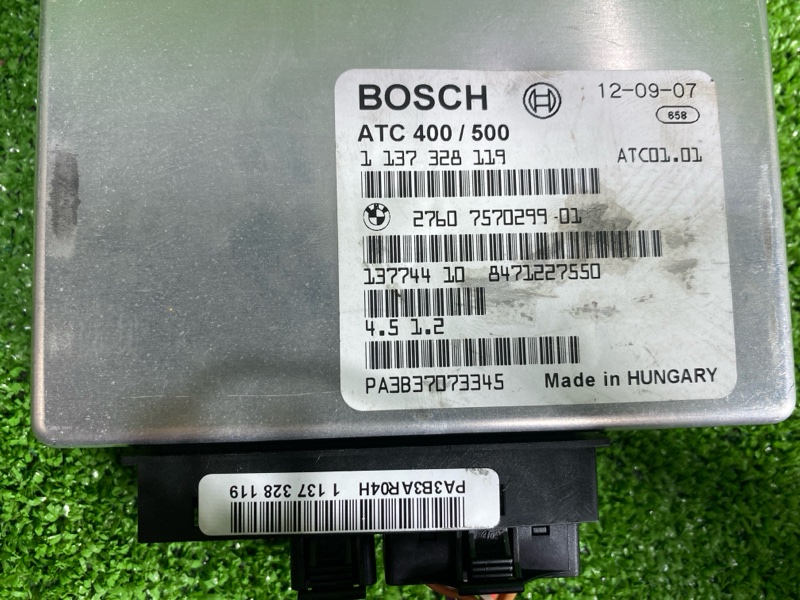 BOSCH
12-09-07
658
ATC 400 / 500
1 137 328 119
ATC01.01
2760 7570299-01
137744 10 8471227550
4.5 1.2
PA3B37073345
Made in HUNGARY
PA3B3AR04H 1 137 328 119